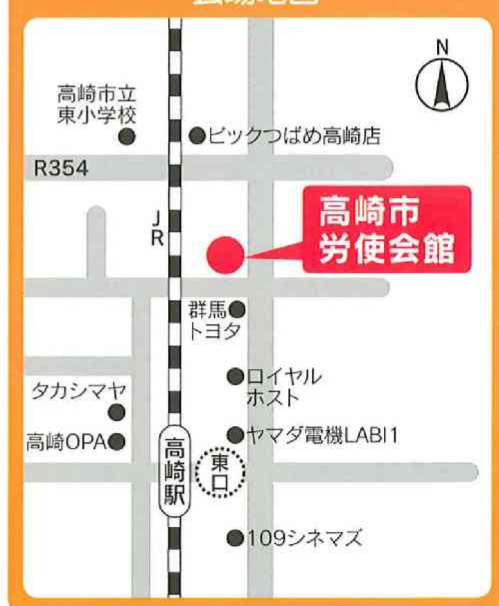 N
高崎市立
東小学校
ビックつばめ高崎店
R354
JR
高崎市
労使会館
群馬
トヨタ
ロイヤル
ホスト
タカシマヤ
高崎OPA
ヤマダ電機LABI1
高崎駅
東口
109シネマズ